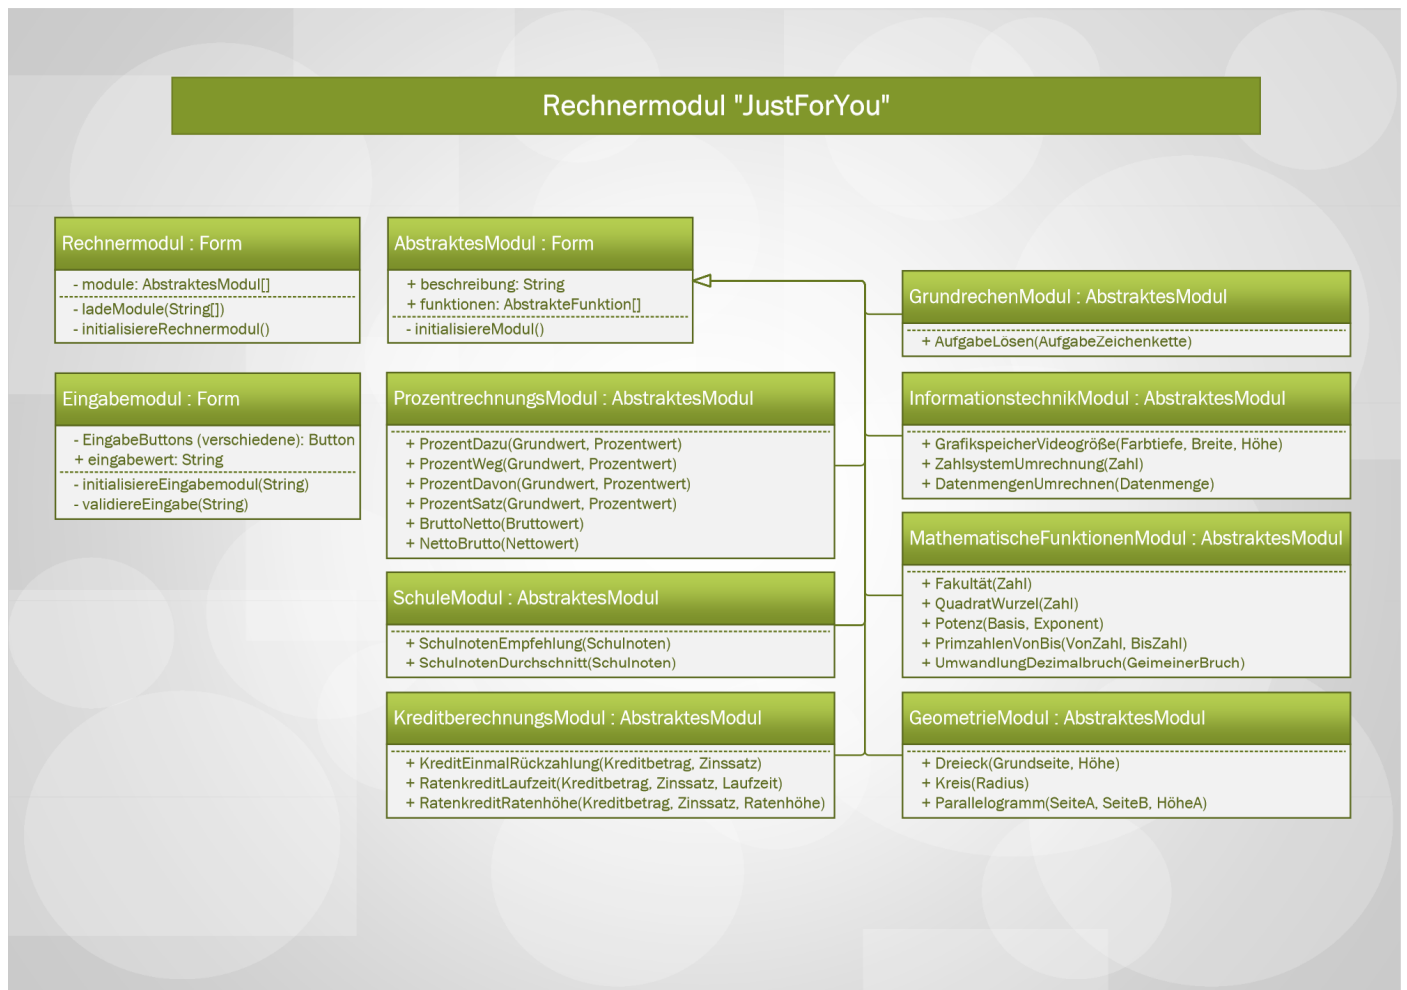 Rechnermodul "JustForYou"
Rechnermodul : Form
- module: AbstraktesModul[]
- ladeModule(String[])
- initialisiereRechnermodul()
AbstraktesModul : Form
+ beschreibung: String
+ funktionen: AbstrakteFunktion[]
- initialisiereModul()
GrundrechenModul : AbstraktesModul
+ AufgabeLösen(AufgabeZeichenkette)
Eingabemodul : Form
- EingabeButtons (verschiedene): Button
+ eingabewert: String
- initialisiereEingabemodul(String)
- validiereEingabe(String)
ProzentrechnungsModul : AbstraktesModul
+ ProzentDazu(Grundwert, Prozentwert)
+ ProzentWeg(Grundwert, Prozentwert)
+ ProzentDavon(Grundwert, Prozentwert)
+ ProzentSatz(Grundwert, Prozentwert)
+ BruttoNetto(Bruttowert)
+ NettoBrutto(Nettowert)
InformationstechnikModul : AbstraktesModul
+ GrafikspeicherVideogröße(Farbtiefe, Breite, Höhe)
+ ZahlsystemUmrechnung(Zahl)
+ DatenmengenUmrechnen(Datenmenge)
MathematischeFunktionenModul : AbstraktesModul
+ Fakultät(Zahl)
+ QuadratWurzel(Zahl)
+ Potenz(Basis, Exponent)
+ PrimzahlenVonBis(VonZahl, BisZahl)
+ UmwandlungDezimalbruch(GeimeinerBruch)
SchuleModul : AbstraktesModul
+ SchulnotenEmpfehlung(Schulnoten)
+ SchulnotenDurchschnitt(Schulnoten)
KreditberechnungsModul : AbstraktesModul
+ KreditEinmalRückzahlung(Kreditbetrag, Zinssatz)
+ RatenkreditLaufzeit(Kreditbetrag, Zinssatz, Laufzeit)
+ RatenkreditRatenhöhe(Kreditbetrag, Zinssatz, Ratenhöhe)
GeometrieModul : AbstraktesModul
+ Dreieck(Grundseite, Höhe)
+ Kreis(Radius)
+ Parallelogramm(SeiteA, SeiteB, HöheA)